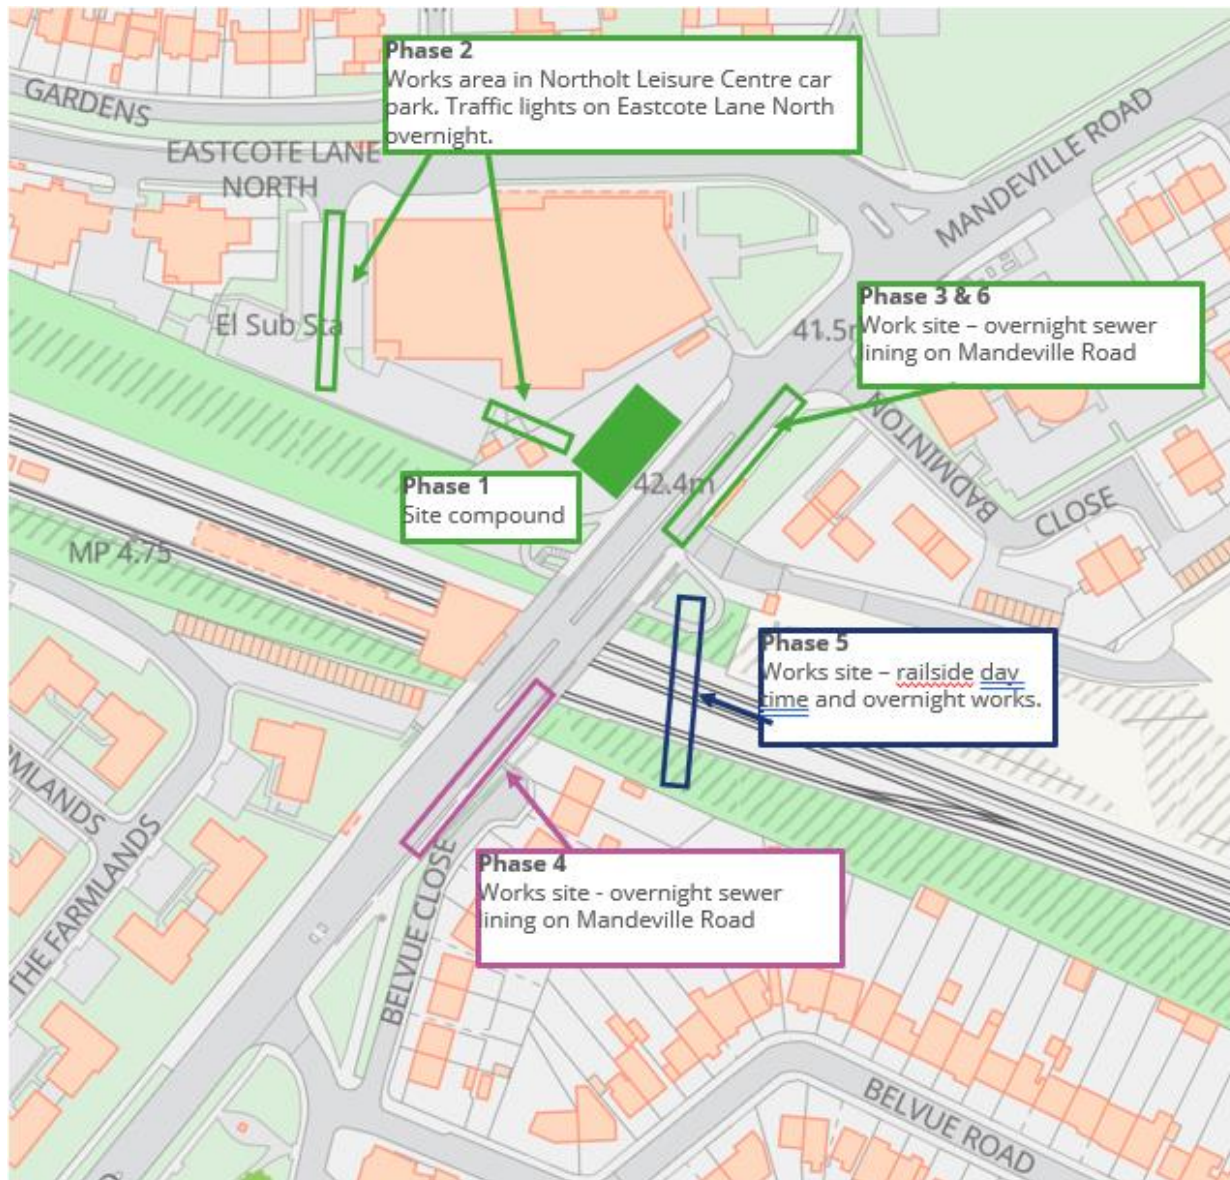 Phase 2
Works area in Northolt Leisure Centre car
park. Traffic lights on Eastcote Lane North
overnight.
GARDENS
EASTCOTE LANE
NORTH
MANDEVILLE ROAD
Phase 3 & 6
Work site – overnight sewer
lining on Mandeville Road
El Sub Sta
41.5
BADMINTON
CLOSE
Phase 1
Site compound
42.4m
MP 4.75
Phase 5
Works site – railside day
time and overnight works.
Phase 4
Works site - overnight sewer
lining on Mandeville Road
THE FARMLANDS
BELVUE CLOSE
BELVUE ROAD